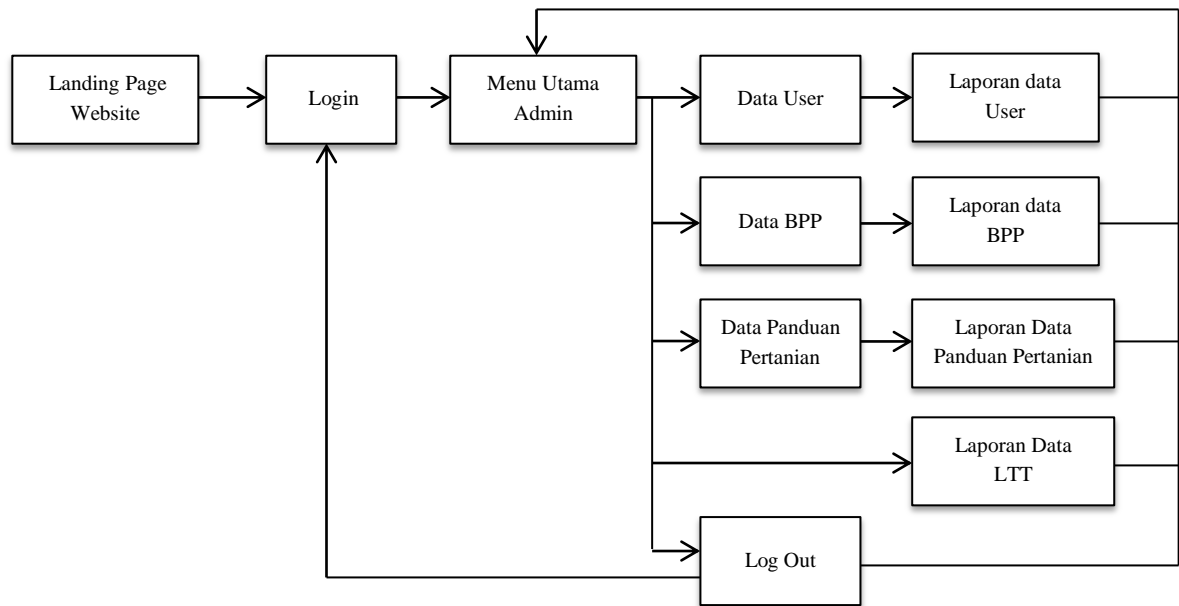 Landing Page
Website
Login
Menu Utama
Admin
Data User
Laporan data
User
Data BPP
Laporan data
BPP
Data Panduan
Pertanian
Laporan Data
Panduan Pertanian
Laporan Data
LTT
Log Out